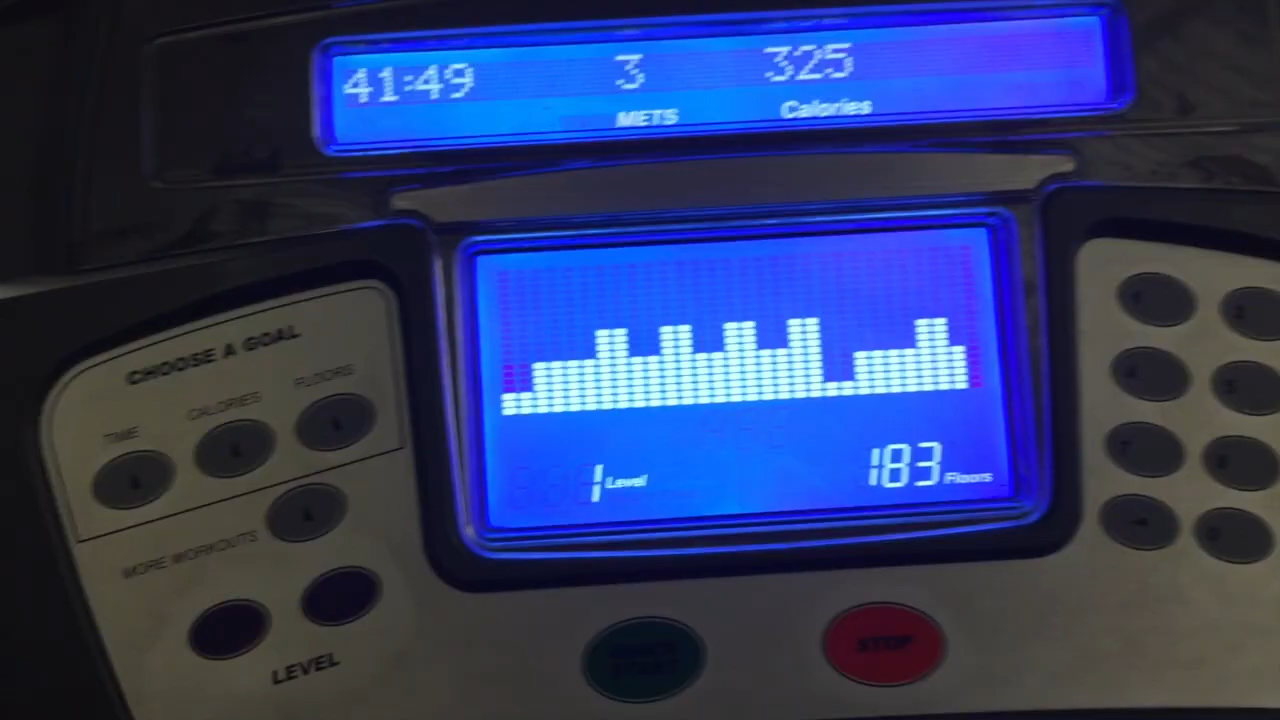 41:49 3 325
METS Calories
CHOOSE A GOAL
TIME CALORIES FLOORS
1 Level 183 Floors
MORE WORKOUTS
LEVEL
STOP